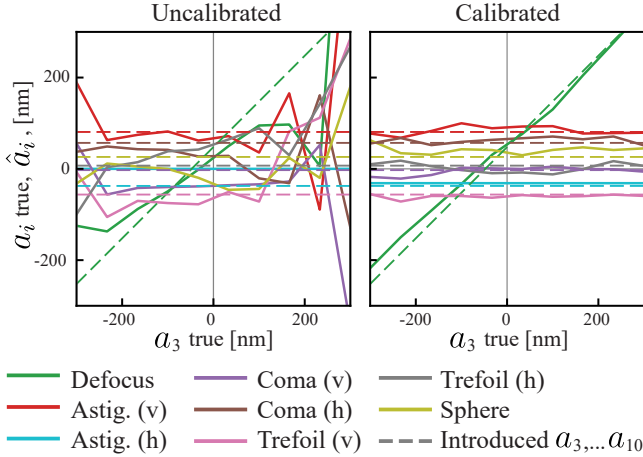 Uncalibrated
Calibrated
a_i true, â_i, [nm]
200
0
-200
-200 0 200
-200 0 200
a_3 true [nm]
a_3 true [nm]
Defocus
Coma (v)
Trefoil (h)
Astig. (v)
Coma (h)
Sphere
Astig. (h)
Trefoil (v)
Introduced a_3,... a_10